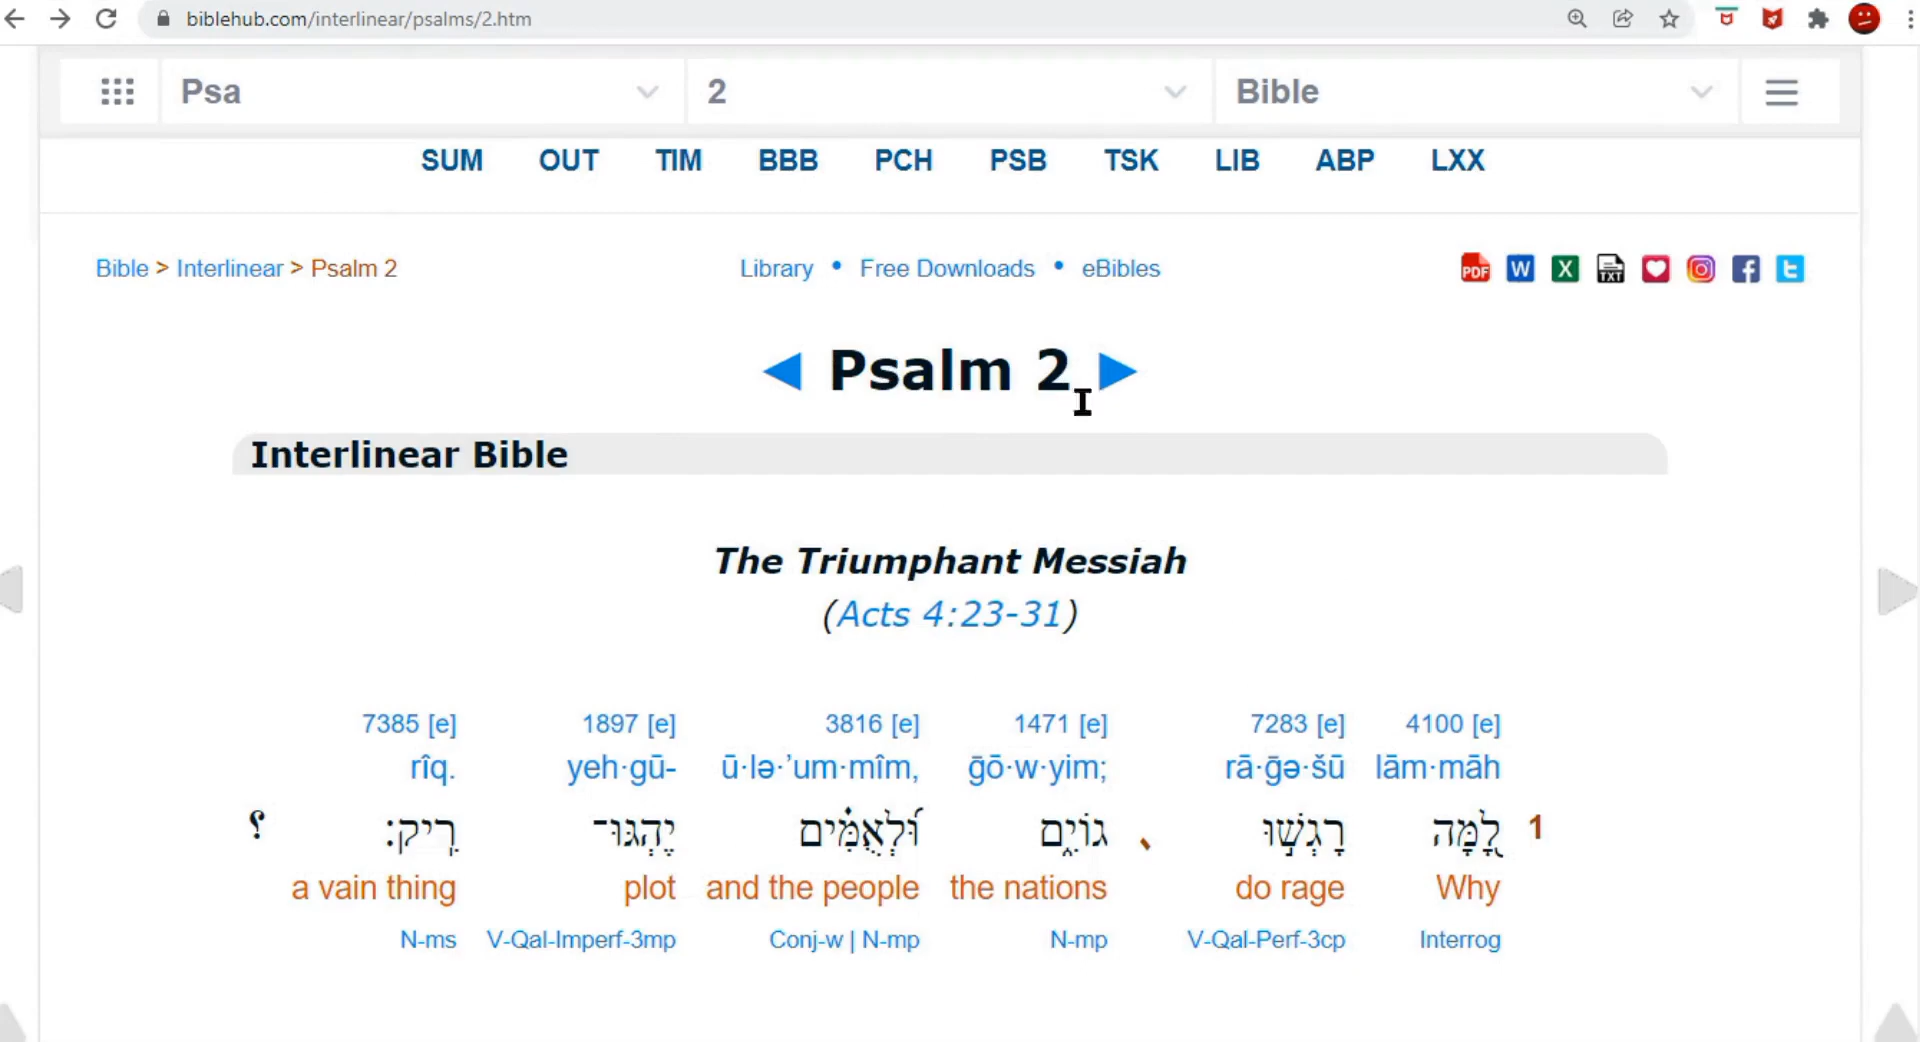 biblehub.com/interlinear/psalms/2.htm
Psa 2 Bible
SUM OUT TIM BBB PCH PSB TSK LIB ABP LXX
Bible > Interlinear > Psalm 2 Library • Free Downloads • eBibles
◄ Psalm 2 ►
Interlinear Bible
The Triumphant Messiah
(Acts 4:23-31)
7385 [e] 1897 [e] 3816 [e] 1471 [e] 7283 [e] 4100 [e]
rîq. yeh·gū- ū·lə·’um·mîm, ḡō·w·yim; rā·ḡə·šū lām·māh
1 לָ֭מָּה רָגְשׁ֣וּ ، גוֹיִ֑ם וּ֝לְאֻמִּ֗ים יֶהְגּוּ־ רִֽיק׃ ؟
a vain thing plot and the people the nations do rage Why
N-ms V-Qal-Imperf-3mp Conj-w | N-mp N-mp V-Qal-Perf-3cp Interrog